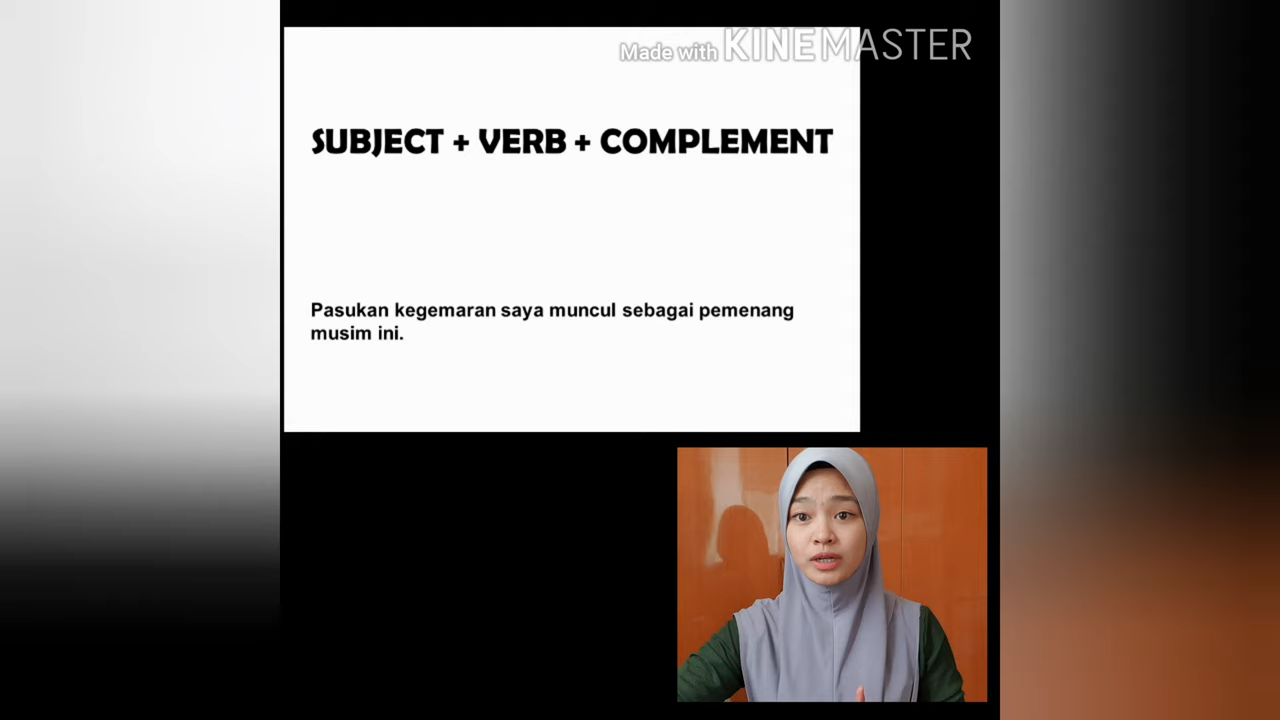 Made with KINEMASTER
SUBJECT + VERB + COMPLEMENT
Pasukan kegemaran saya muncul sebagai pemenang
musim ini.